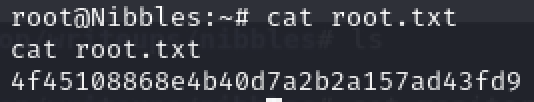 root@Nibbles:~# cat root.txt
cat root.txt
4f45108868e4b40d7a2b2a157ad43fd9